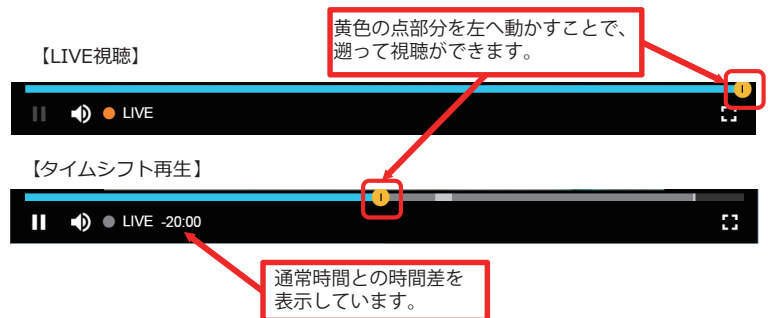 黄色の点部分を左へ動かすことで、
遡って視聴ができます。
【LIVE視聴】
LIVE
【タイムシフト再生】
LIVE -20:00
通常時間との時間差を
表示しています。